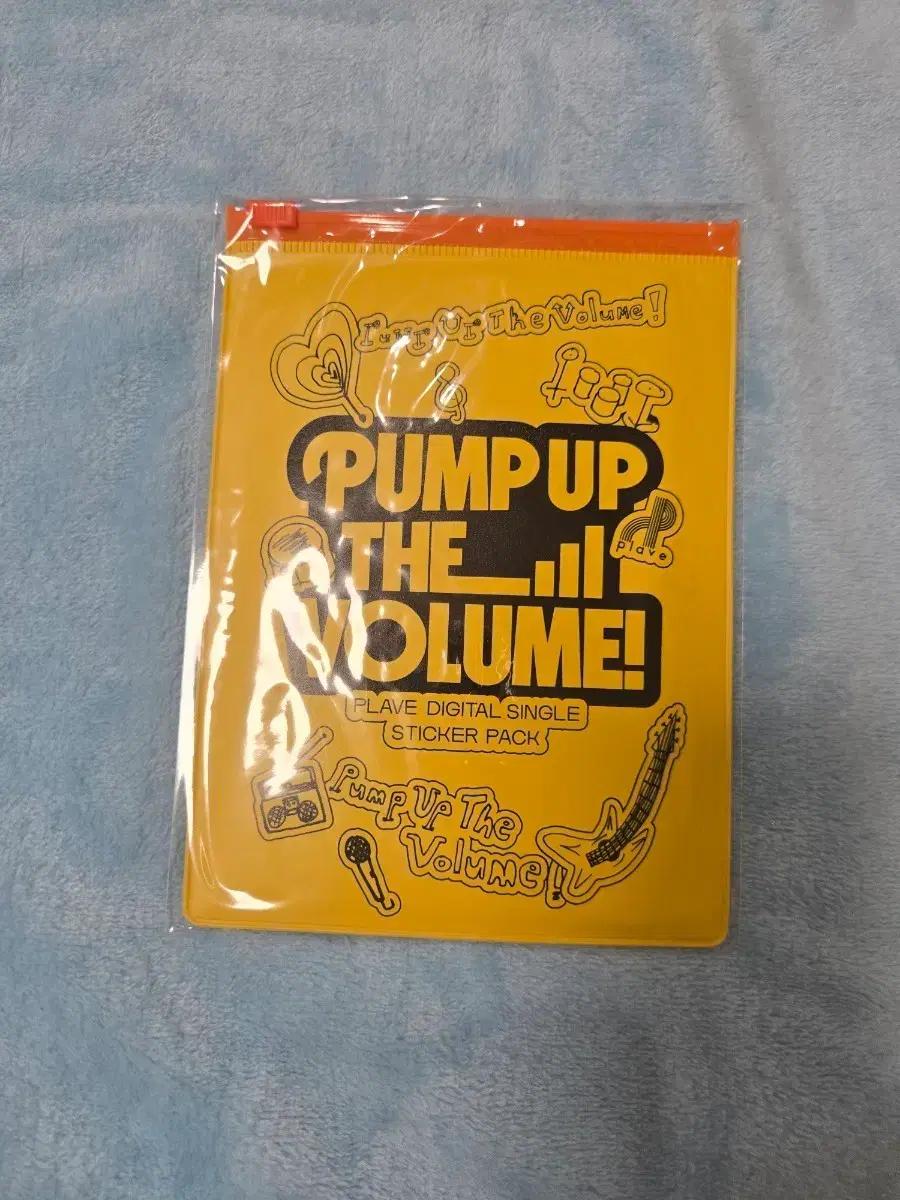 Pump Up The Volume!
PUMP UP
THE
VOLUME!
plave
PLAVE DIGITAL SINGLE
STICKER PACK
Pump Up The
Volume!